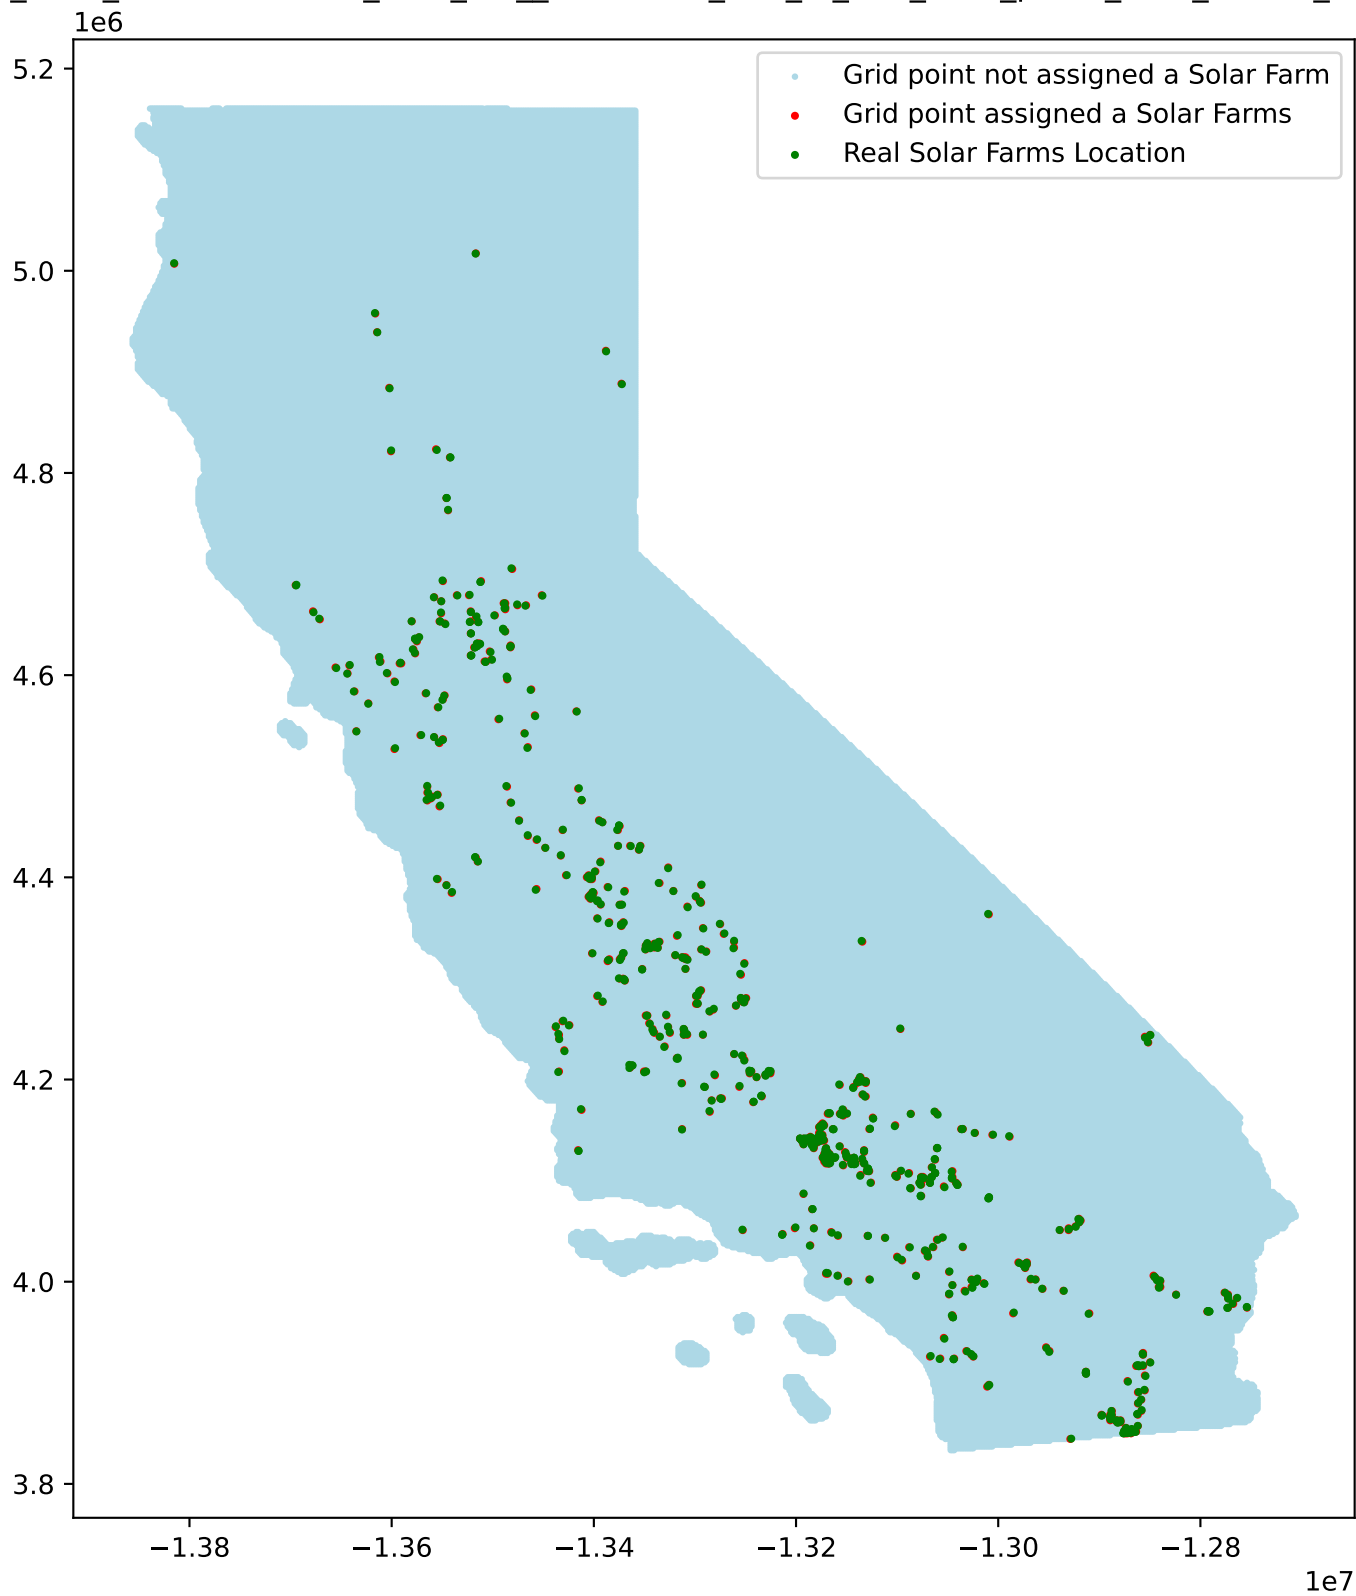 1e6
5.2
Grid point not assigned a Solar Farm
Grid point assigned a Solar Farms
Real Solar Farms Location
5.0
4.8
4.6
4.4
4.2
4.0
3.8
−1.38 −1.36 −1.34 −1.32 −1.30 −1.28
1e7